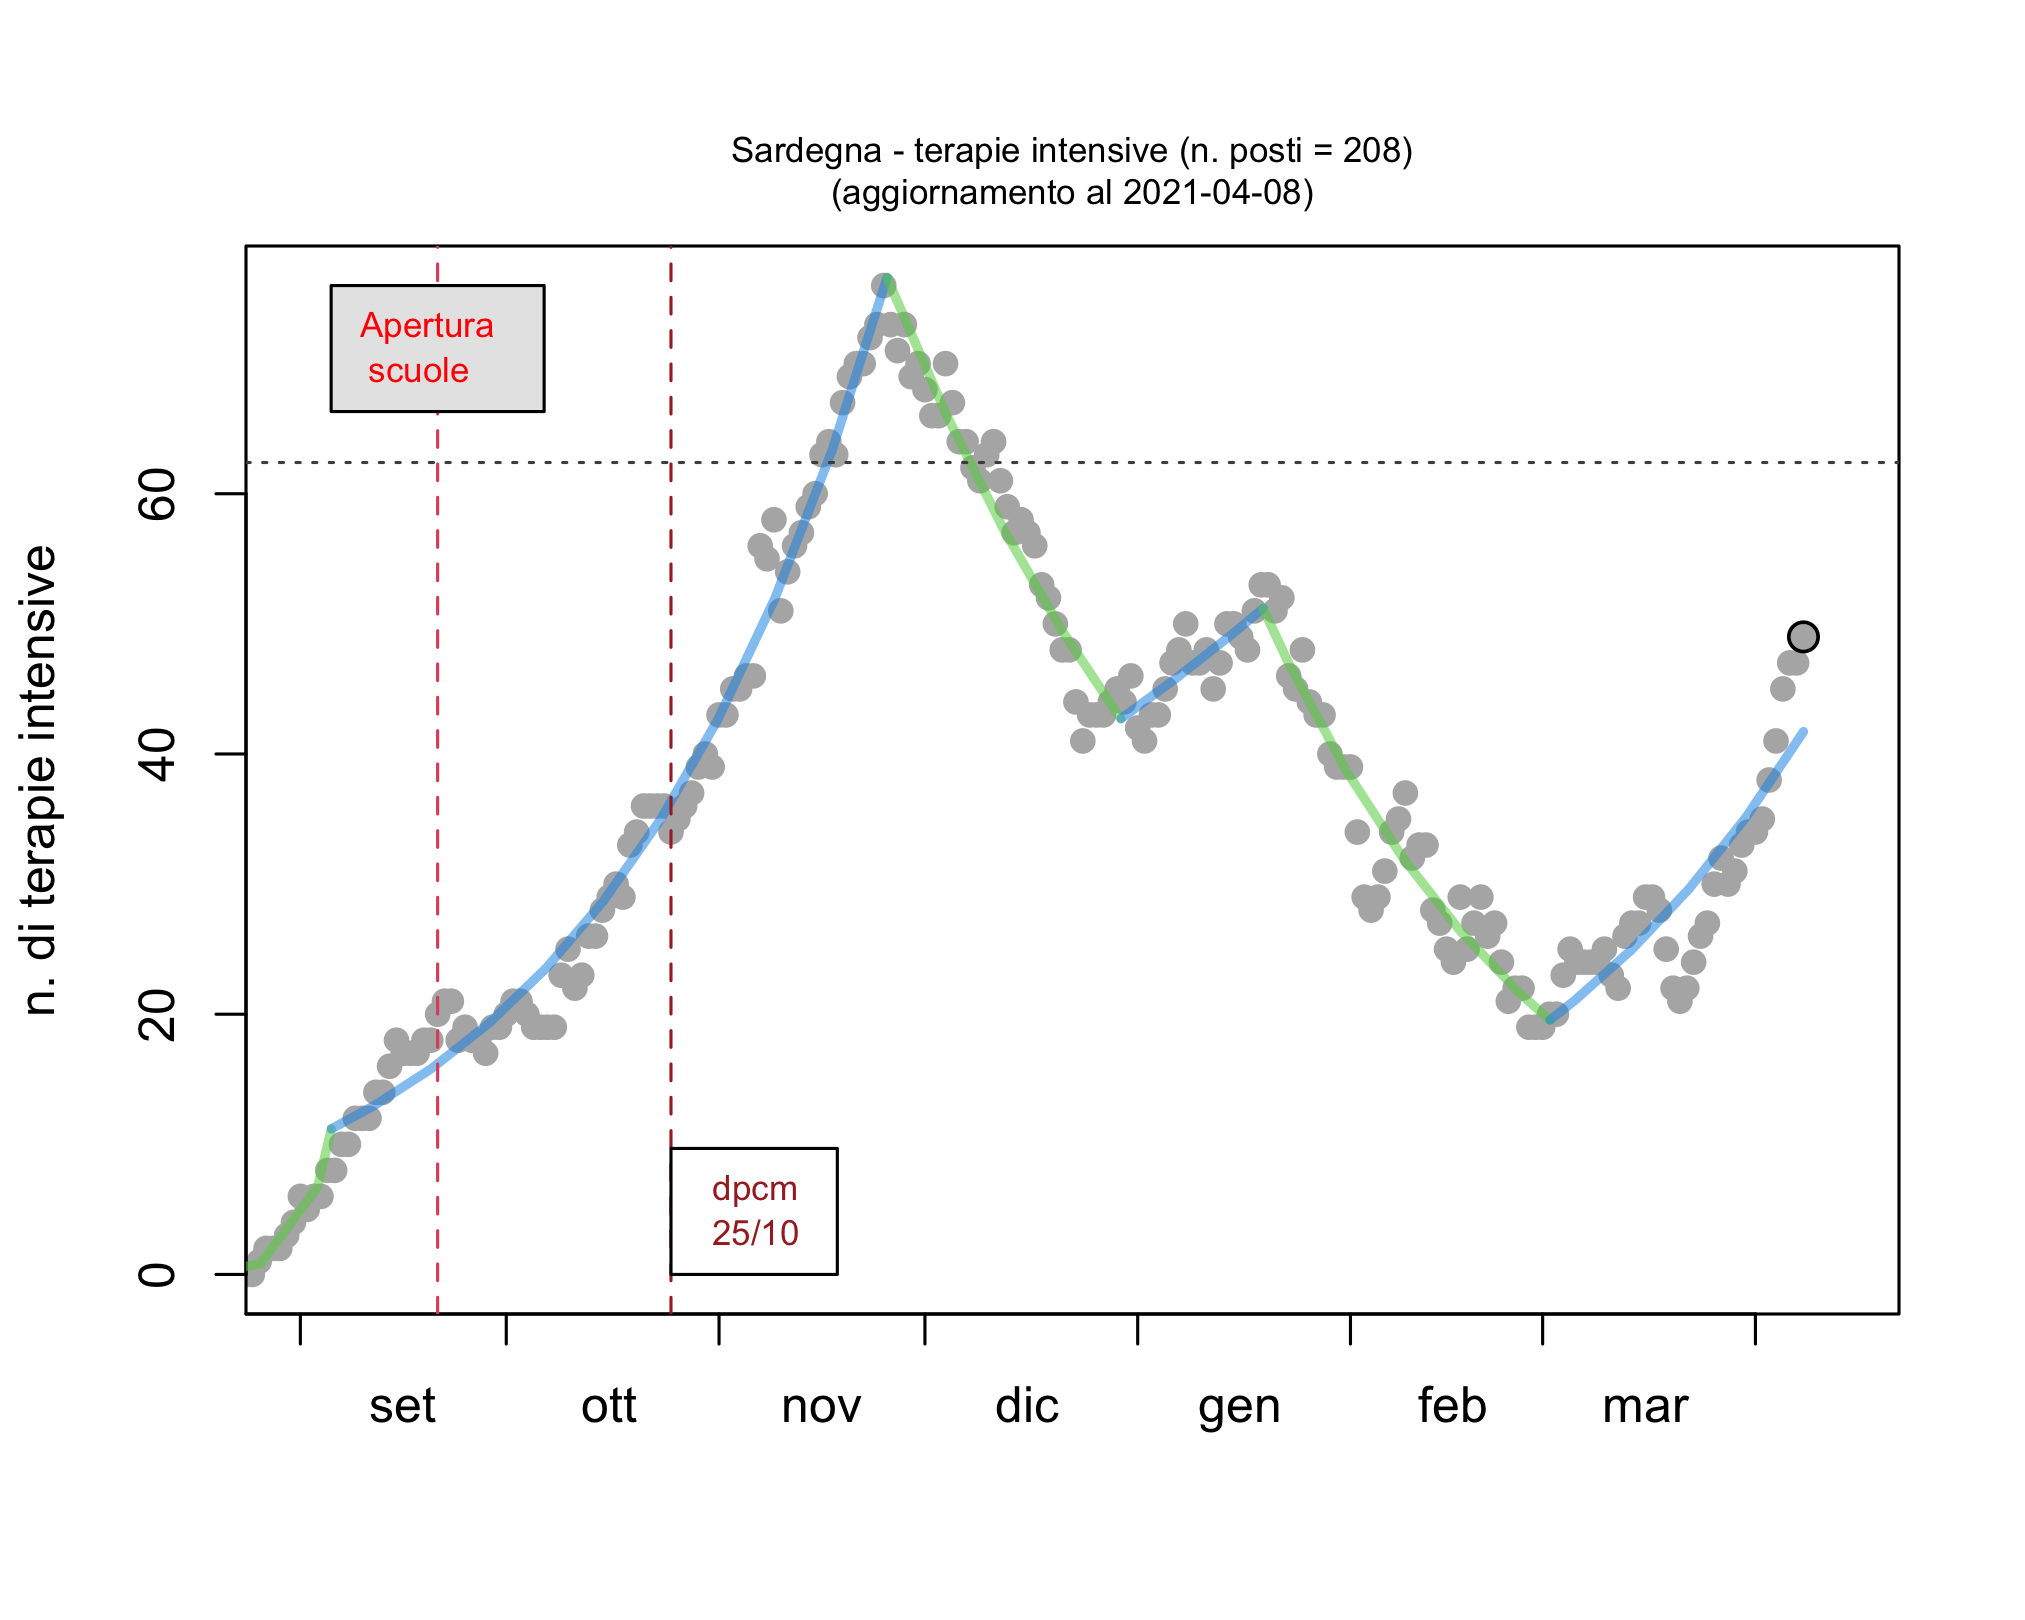 Sardegna - terapie intensive (n. posti = 208)
(aggiornamento al 2021-04-08)
Apertura
scuole
n. di terapie intensive
60
40
20
0
dpcm
25/10
set ott nov dic gen feb mar